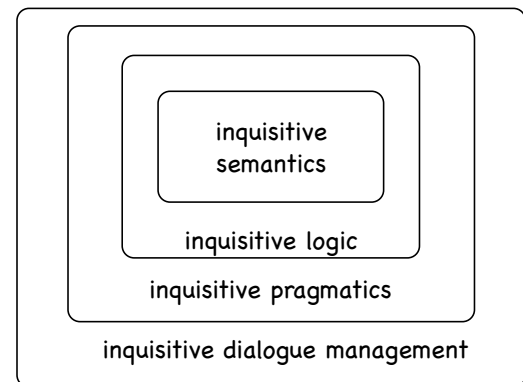 inquisitive
semantics
inquisitive logic
inquisitive pragmatics
inquisitive dialogue management